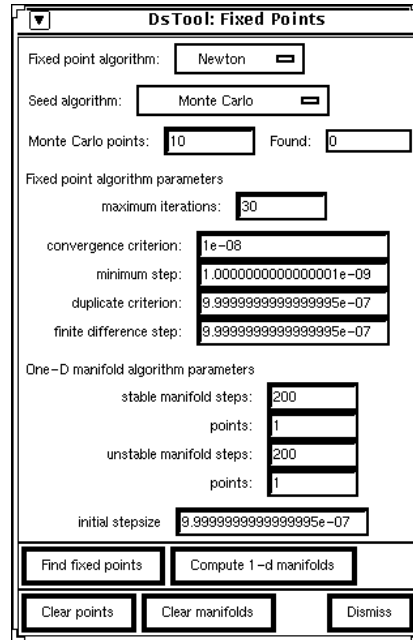 DsTool: Fixed Points
Fixed point algorithm: Newton
Seed algorithm: Monte Carlo
Monte Carlo points: 10 Found: 0
Fixed point algorithm parameters
maximum iterations: 30
convergence criterion: 1e-08
minimum step: 1.0000000000000001e-09
duplicate criterion: 9.9999999999999995e-07
finite difference step: 9.9999999999999995e-07
One-D manifold algorithm parameters
stable manifold steps: 200
points: 1
unstable manifold steps: 200
points: 1
initial stepsize 9.9999999999999995e-07
Find fixed points Compute 1-d manifolds
Clear points Clear manifolds Dismiss